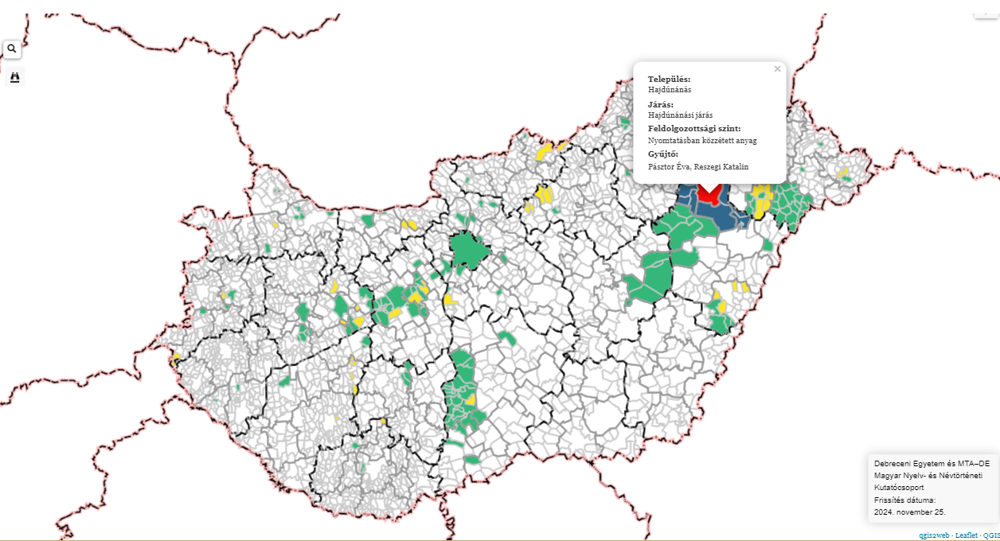 ×
Település:
Hajdúnánás
Járás:
Hajdúnánási járás
Feldolgozottsági szint:
Nyomtatásban közzétett anyag
Gyűjtő:
Pásztor Éva, Reszegi Katalin
Debreceni Egyetem és MTA–DE
Magyar Nyelv- és Névtörténeti
Kutatócsoport
Frissítés dátuma:
2024. november 25.
qgis2web · Leaflet · QGIS